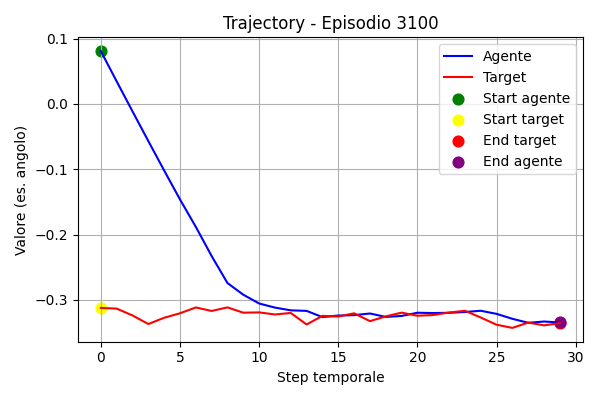 Trajectory - Episodio 3100
Valore (es. angolo)
0.1
0.0
−0.1
−0.2
−0.3
0
5
10
15
20
25
30
Step temporale
Agente
Target
Start agente
Start target
End target
End agente